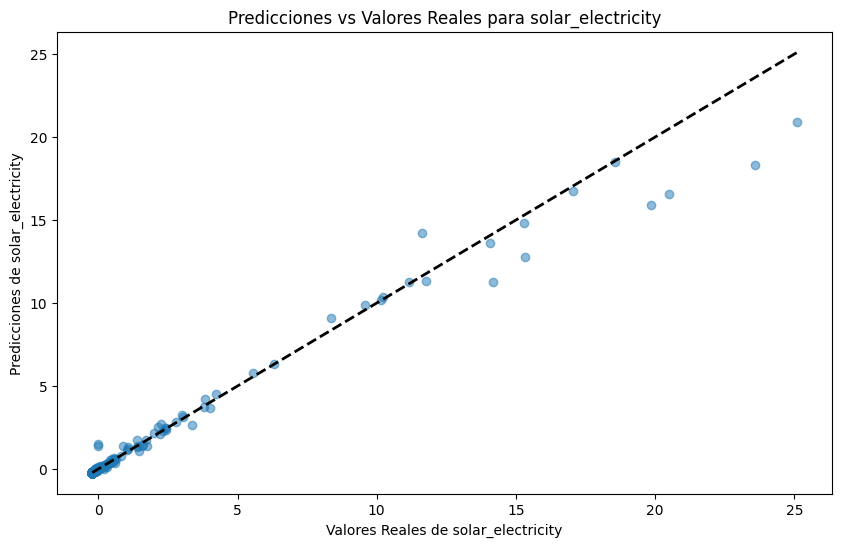 Predicciones vs Valores Reales para solar_electricity
Predicciones de solar_electricity
25
20
15
10
5
0
0 5 10 15 20 25
Valores Reales de solar_electricity